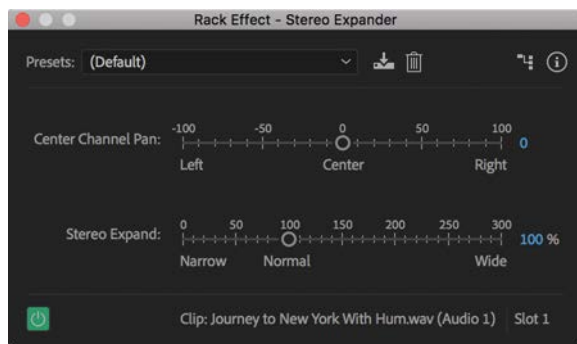 Rack Effect - Stereo Expander
Presets: (Default)
-100 -50 0 50 100
Center Channel Pan: 0
Left Center Right
0 50 100 150 200 250 300
Stereo Expand: 100 %
Narrow Normal Wide
Clip: Journey to New York With Hum.wav (Audio 1) Slot 1